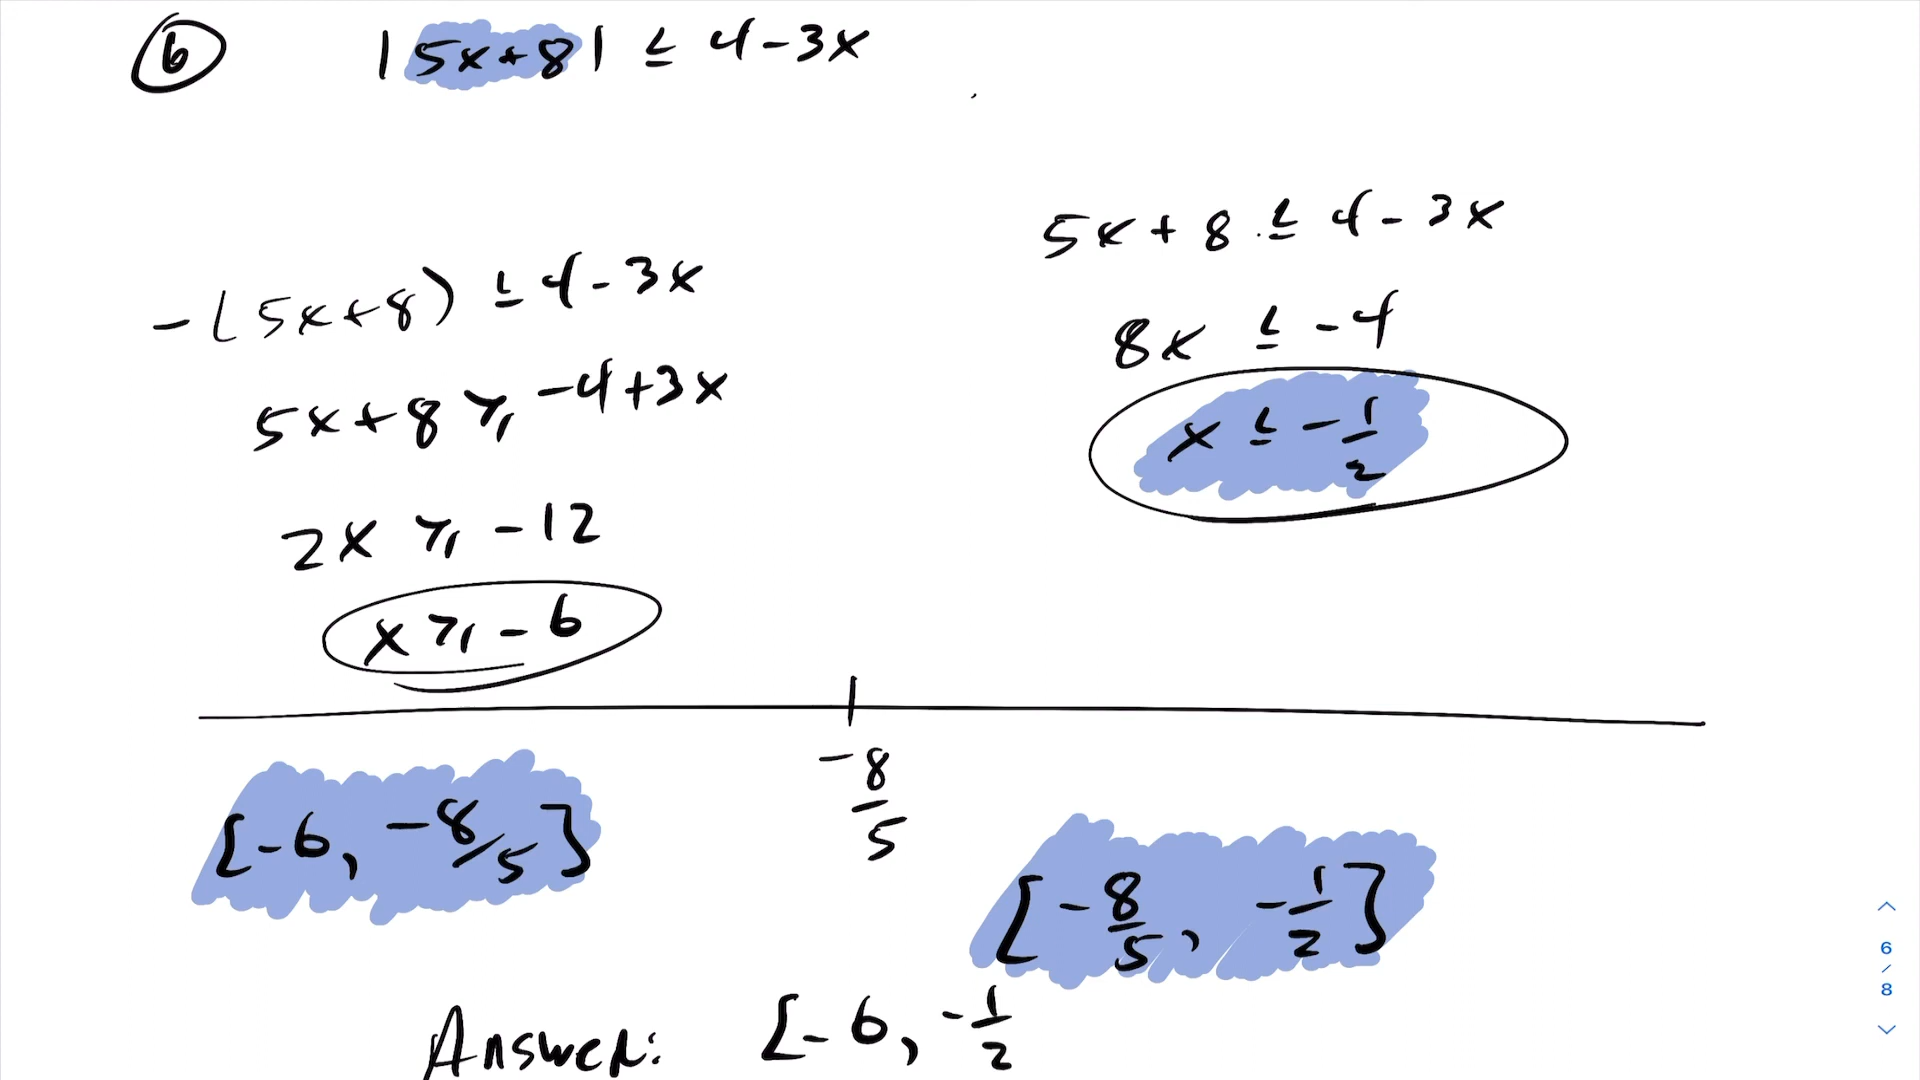 6 |5x+8| ≤ 4-3x
-(5x+8) ≤ 4-3x
5x+8 ≥ -4+3x
2x ≥ -12
x ≥ -6
5x+8 ≤ 4-3x
8x ≤ -4
x ≤ -1/2
-8/5
[-6, -8/5]
[-8/5, -1/2]
Answer: [-6, -1/2
6/8